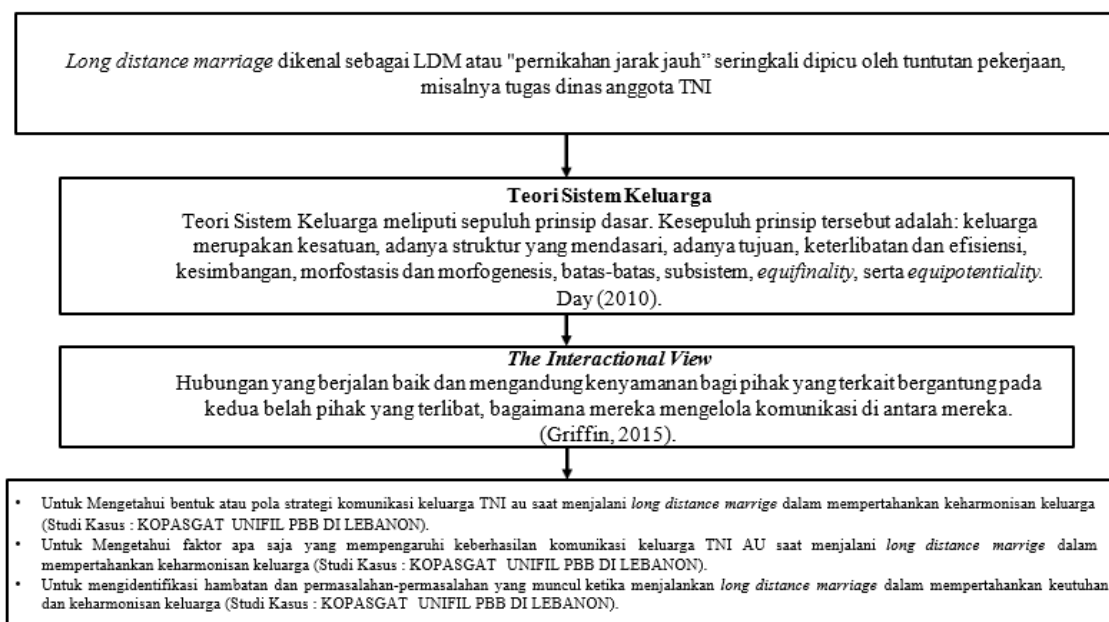 Long distance marriage dikenal sebagai LDM atau "pernikahan jarak jauh” seringkali dipicu oleh tuntutan pekerjaan,
misalnya tugas dinas anggota TNI
Teori Sistem Keluarga
Teori Sistem Keluarga meliputi sepuluh prinsip dasar. Kesepuluh prinsip tersebut adalah: keluarga
merupakan kesatuan, adanya struktur yang mendasari, adanya tujuan, keterlibatan dan efisiensi,
kesimbangan, morfostasis dan morfogenesis, batas-batas, subsistem, equifinality, serta equipotentiality.
Day (2010).
The Interactional View
Hubungan yang berjalan baik dan mengandung kenyamanan bagi pihak yang terkait bergantung pada
kedua belah pihak yang terlibat, bagaimana mereka mengelola komunikasi di antara mereka.
(Griffin, 2015).
• Untuk Mengetahui bentuk atau pola strategi komunikasi keluarga TNI au saat menjalani long distance marrige dalam mempertahankan keharmonisan keluarga
(Studi Kasus : KOPASGAT UNIFIL PBB DI LEBANON).
• Untuk Mengetahui faktor apa saja yang mempengaruhi keberhasilan komunikasi keluarga TNI AU saat menjalani long distance marrige dalam
mempertahankan keharmonisan keluarga (Studi Kasus : KOPASGAT UNIFIL PBB DI LEBANON).
• Untuk mengidentifikasi hambatan dan permasalahan-permasalahan yang muncul ketika menjalankan long distance marriage dalam mempertahankan keutuhan
dan keharmonisan keluarga (Studi Kasus : KOPASGAT UNIFIL PBB DI LEBANON).